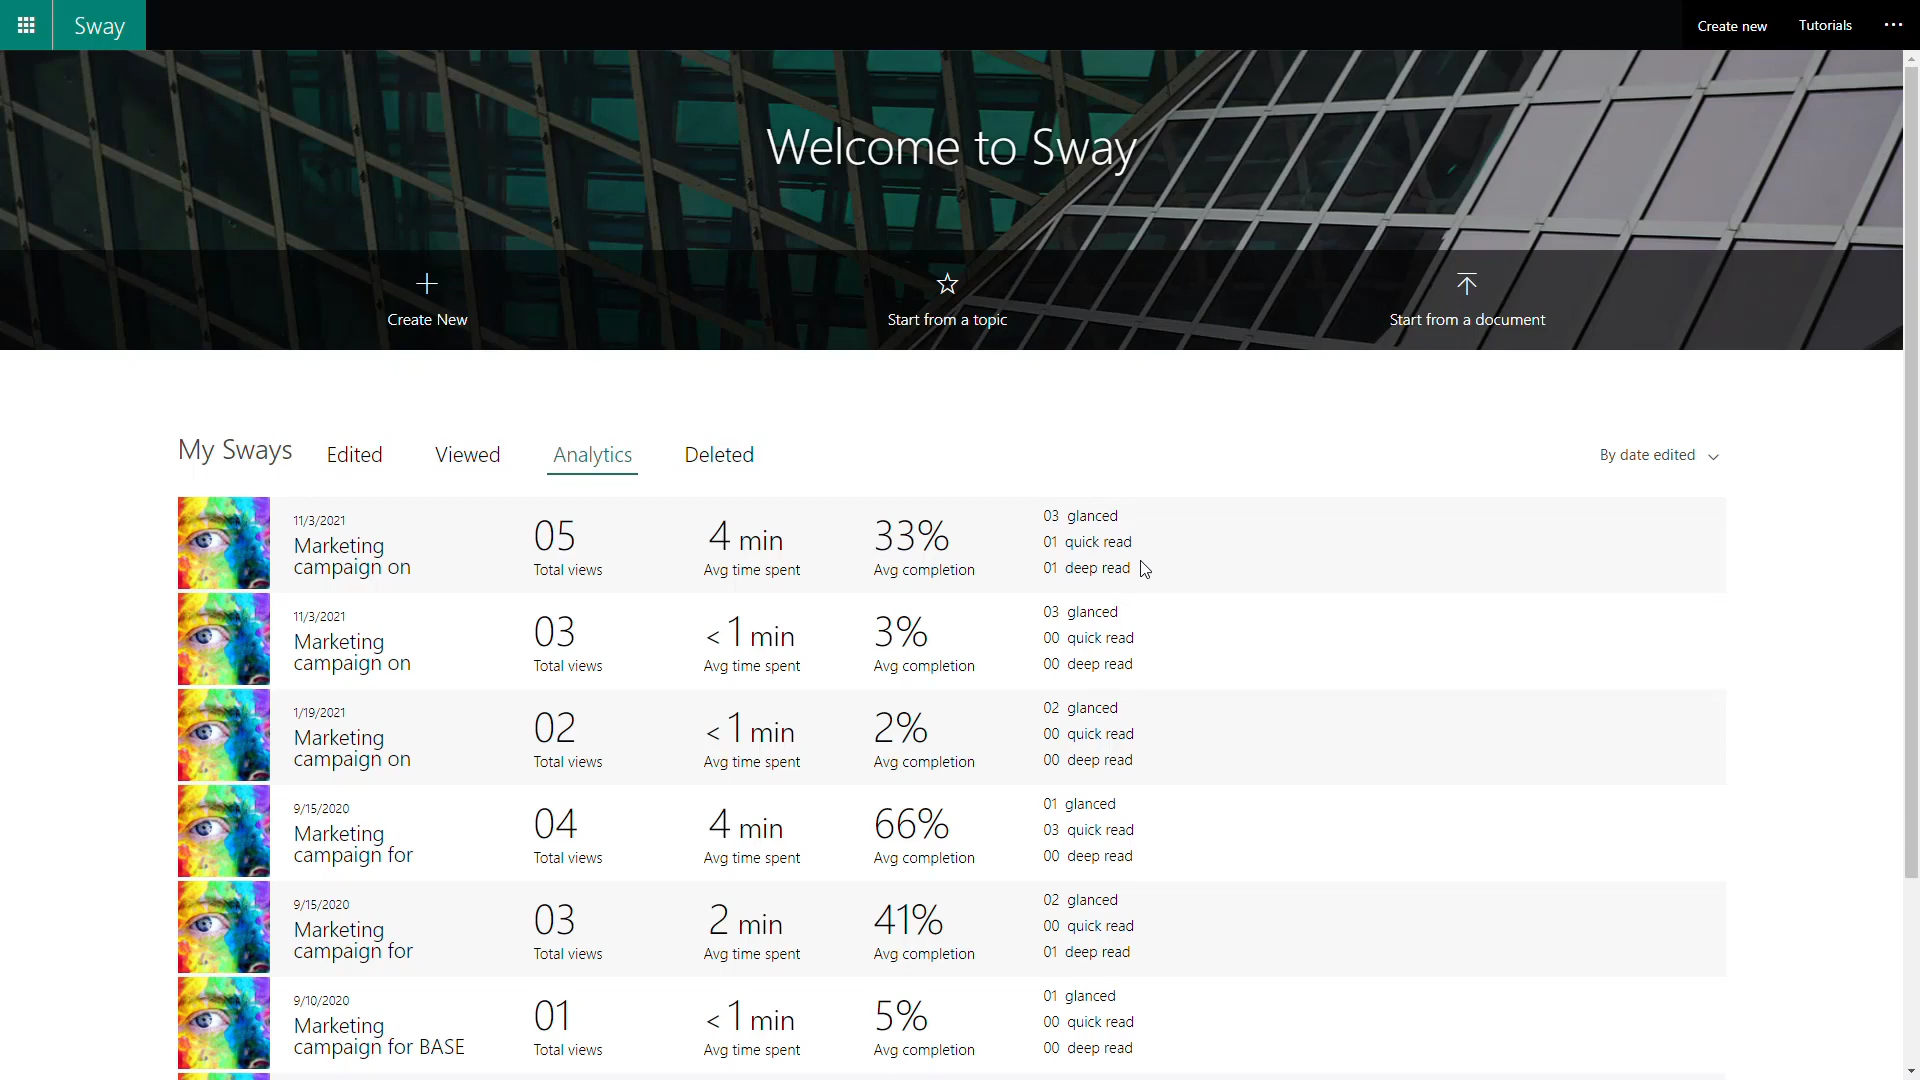 Sway
Create new
Tutorials
Welcome to Sway
Create New
Start from a topic
Start from a document
My Sways
Edited
Viewed
Analytics
Deleted
By date edited
11/3/2021
Marketing
campaign on
05
Total views
4 min
Avg time spent
33%
Avg completion
03 glanced
01 quick read
01 deep read
11/3/2021
Marketing
campaign on
03
Total views
< 1 min
Avg time spent
3%
Avg completion
03 glanced
00 quick read
00 deep read
1/19/2021
Marketing
campaign on
02
Total views
< 1 min
Avg time spent
2%
Avg completion
02 glanced
00 quick read
00 deep read
9/15/2020
Marketing
campaign for
04
Total views
4 min
Avg time spent
66%
Avg completion
01 glanced
03 quick read
00 deep read
9/15/2020
Marketing
campaign for
03
Total views
2 min
Avg time spent
41%
Avg completion
02 glanced
00 quick read
01 deep read
9/10/2020
Marketing
campaign for BASE
01
Total views
< 1 min
Avg time spent
5%
Avg completion
01 glanced
00 quick read
00 deep read